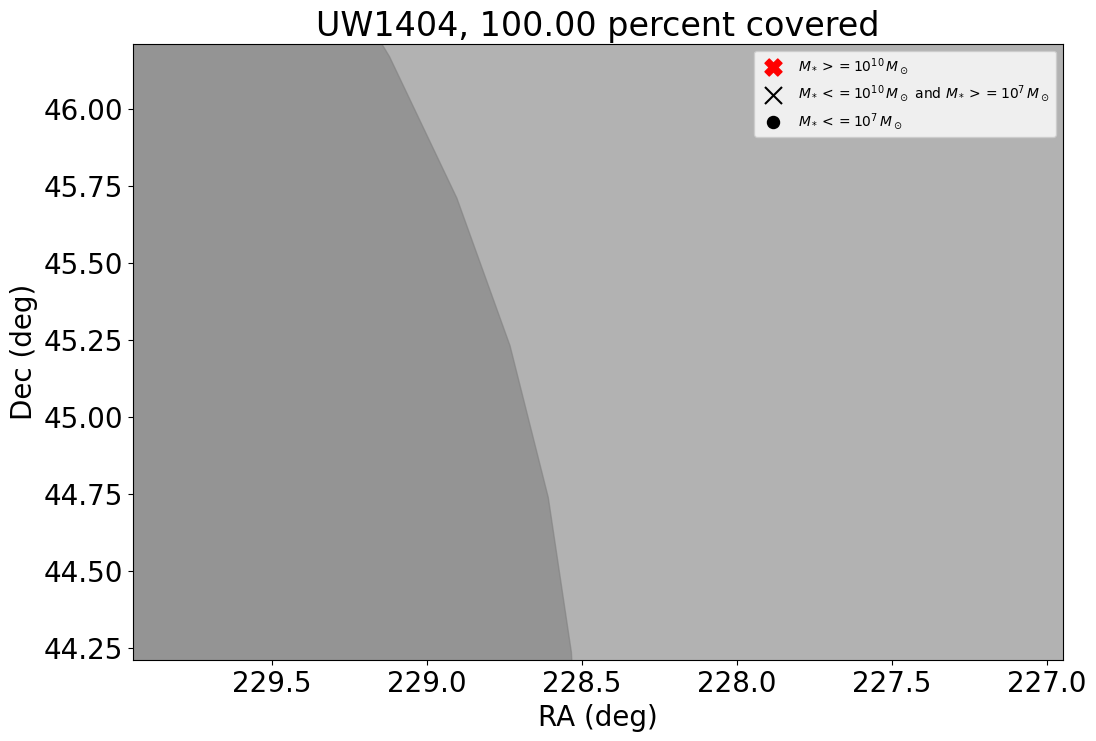 UW1404, 100.00 percent covered
M* >= 10^10 M⊙
M* <= 10^10 M⊙ and M* >= 10^7 M⊙
M* <= 10^7 M⊙
46.00
45.75
45.50
45.25
45.00
44.75
44.50
44.25
Dec (deg)
229.5 229.0 228.5 228.0 227.5 227.0
RA (deg)